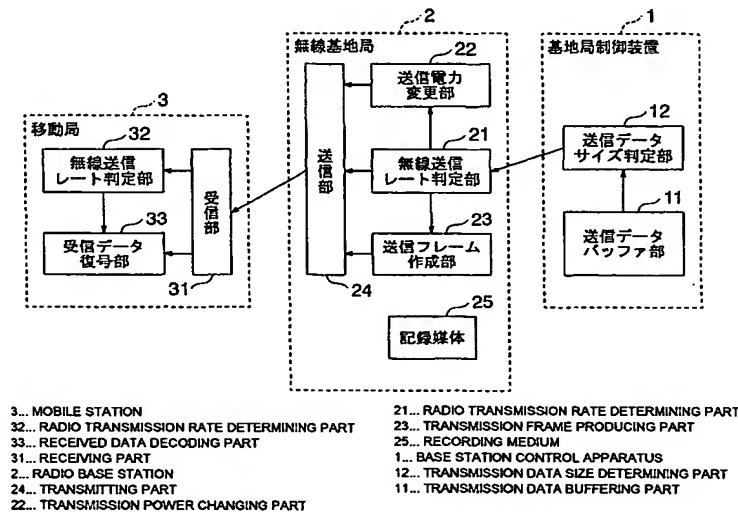 3
移動局
32
無線送信
レート判定部
33
受信データ
復号部
受信部
31
2
無線基地局
22
送信電力
変更部
21
無線送信
レート判定部
23
送信フレーム
作成部
送信部
24
25
記録媒体
1
基地局制御装置
12
送信データ
サイズ判定部
11
送信データ
バッファ部
3... MOBILE STATION
32... RADIO TRANSMISSION RATE DETERMINING PART
33... RECEIVED DATA DECODING PART
31... RECEIVING PART
2... RADIO BASE STATION
24... TRANSMITTING PART
22... TRANSMISSION POWER CHANGING PART
21... RADIO TRANSMISSION RATE DETERMINING PART
23... TRANSMISSION FRAME PRODUCING PART
25... RECORDING MEDIUM
1... BASE STATION CONTROL APPARATUS
12... TRANSMISSION DATA SIZE DETERMINING PART
11... TRANSMISSION DATA BUFFERING PART